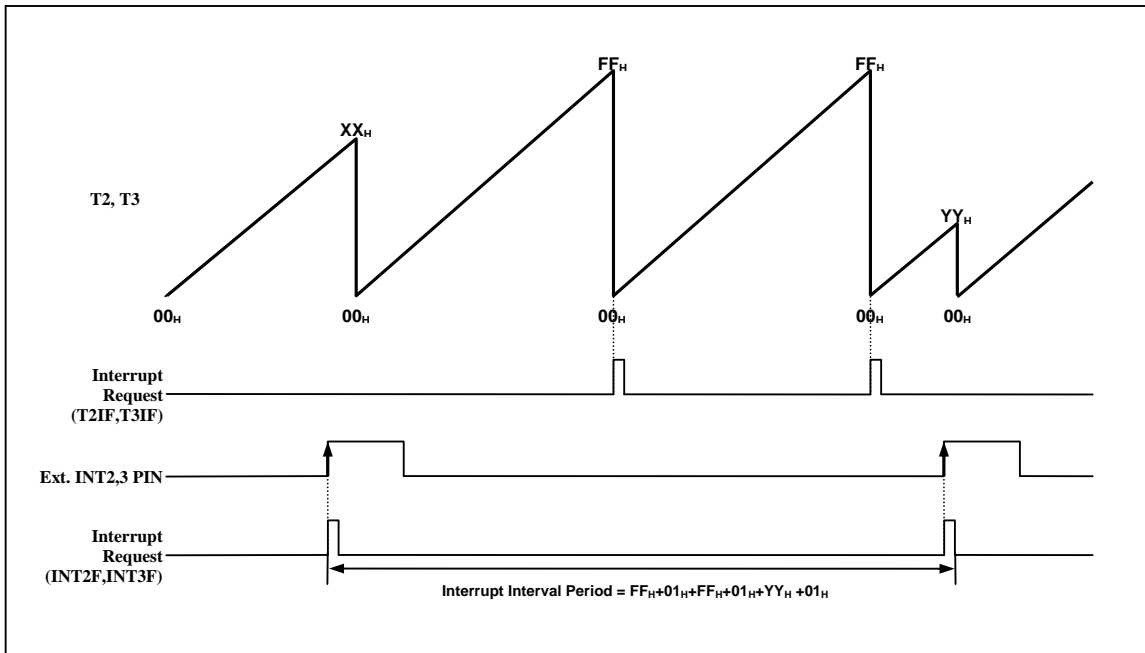 FFH FFH
XXH
T2, T3
YYH
00H 00H 00H 00H 00H
Interrupt
Request
(T2IF,T3IF)
Ext. INT2,3 PIN
Interrupt
Request
(INT2F,INT3F)
Interrupt Interval Period = FFH+01H+FFH+01H+YYH +01H